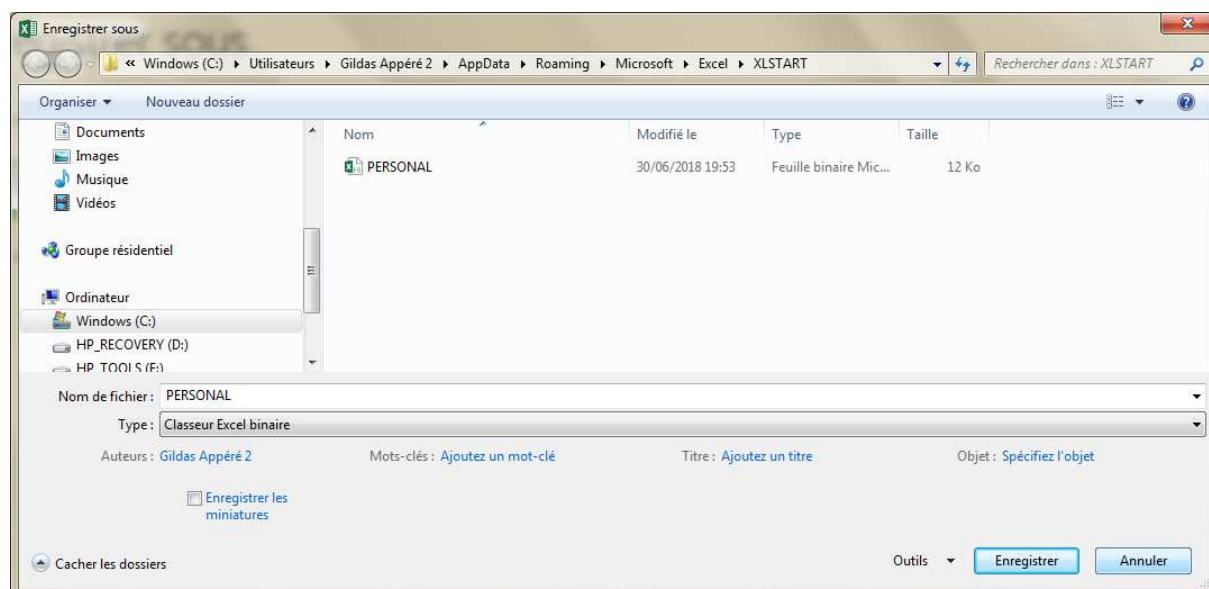 Enregistrer sous
« Windows (C:) ▸ Utilisateurs ▸ Gildas Appéré 2 ▸ AppData ▸ Roaming ▸ Microsoft ▸ Excel ▸ XLSTART Rechercher dans : XLSTART
Organiser Nouveau dossier
Documents
Images
Musique
Vidéos
Groupe résidentiel
Ordinateur
Windows (C:)
HP_RECOVERY (D:)
HP_TOOLS (E:)
Nom Modifié le Type Taille
PERSONAL 30/06/2018 19:53 Feuille binaire Mic... 12 Ko
Nom de fichier : PERSONAL
Type : Classeur Excel binaire
Auteurs : Gildas Appéré 2 Mots-clés : Ajoutez un mot-clé Titre : Ajoutez un titre Objet : Spécifiez l'objet
Enregistrer les
miniatures
Cacher les dossiers Outils Enregistrer Annuler